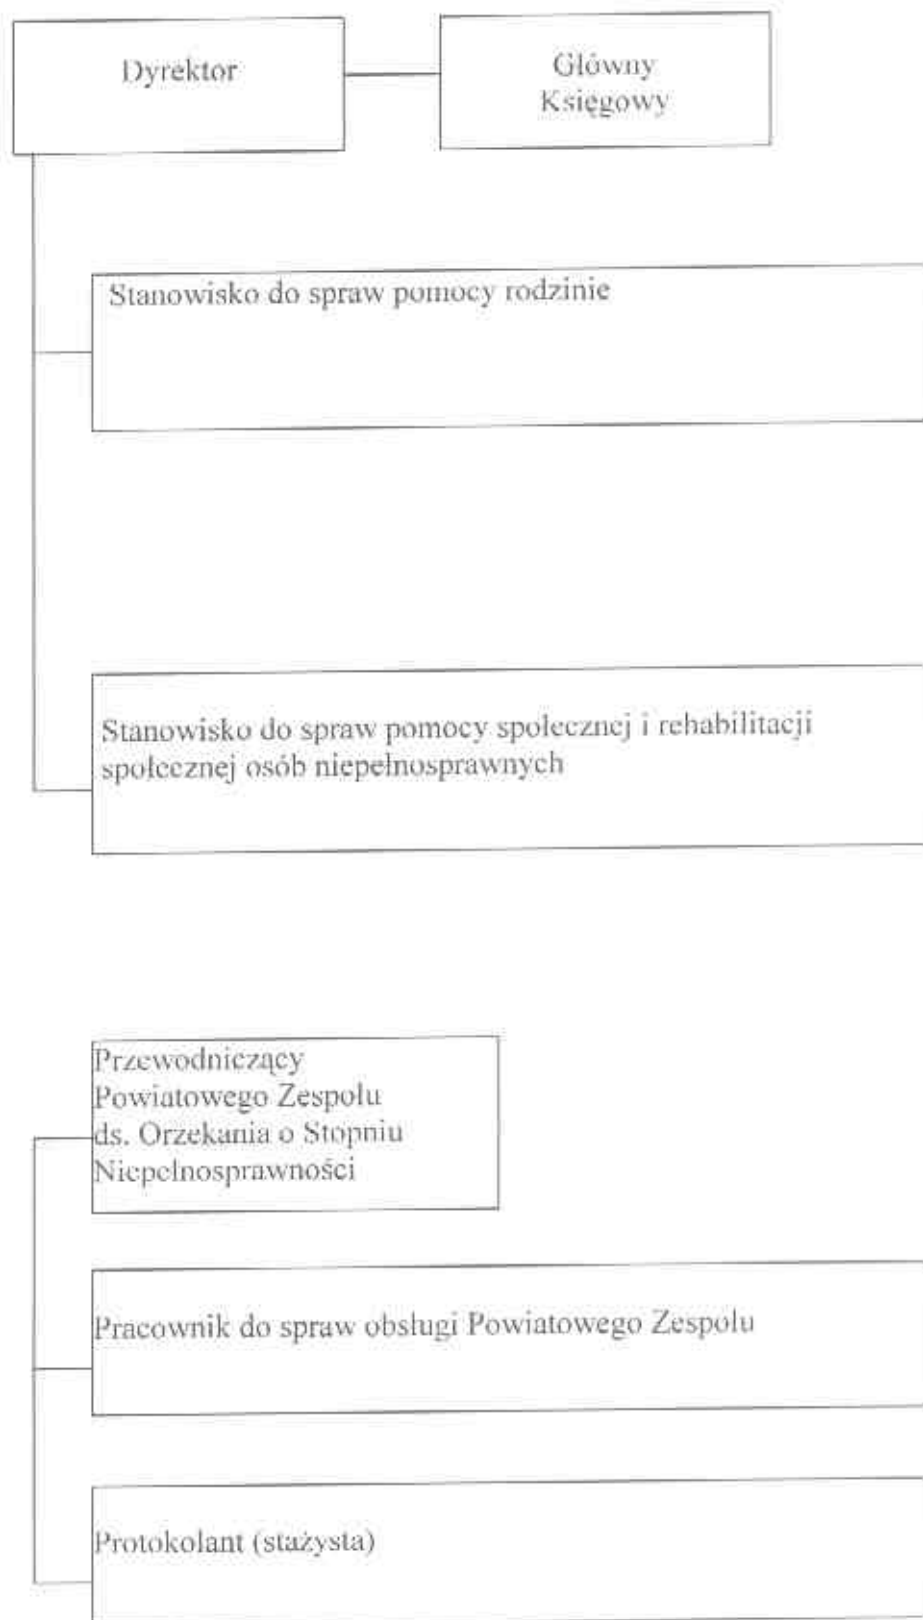 Dyrektor
Główny
Księgowy
Stanowisko do spraw pomocy rodzinie
Stanowisko do spraw pomocy społecznej i rehabilitacji
społecznej osób niepełnosprawnych
Przewodniczący
Powiatowego Zespołu
ds. Orzekania o Stopniu
Niepełnosprawności
Pracownik do spraw obsługi Powiatowego Zespołu
Protokolant (stażysta)